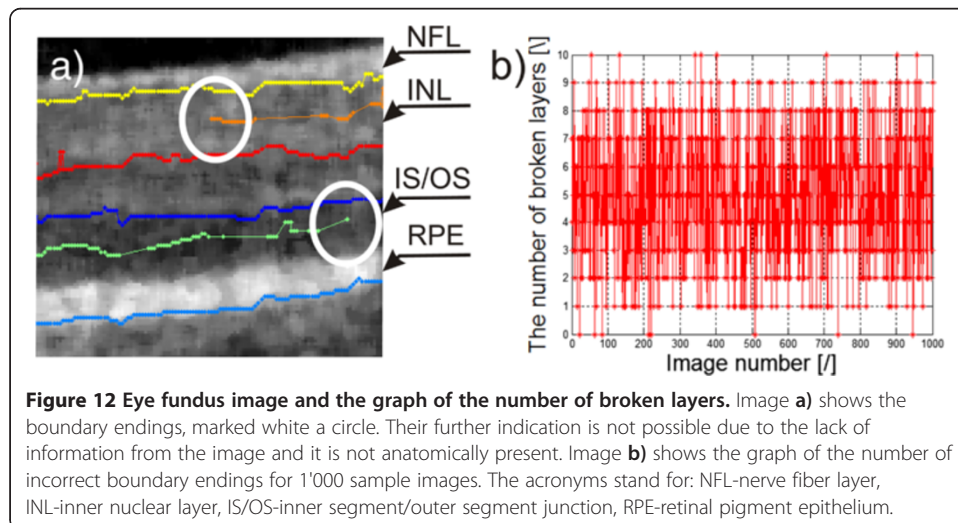 a)
NFL
INL
IS/OS
RPE
b)
The number of broken layers [\]
10
9
8
7
6
5
4
3
2
1
0
0 100 200 300 400 500 600 700 800 900 1000
Image number [/]
Figure 12 Eye fundus image and the graph of the number of broken layers. Image a) shows the
boundary endings, marked white a circle. Their further indication is not possible due to the lack of
information from the image and it is not anatomically present. Image b) shows the graph of the number of
incorrect boundary endings for 1'000 sample images. The acronyms stand for: NFL-nerve fiber layer,
INL-inner nuclear layer, IS/OS-inner segment/outer segment junction, RPE-retinal pigment epithelium.